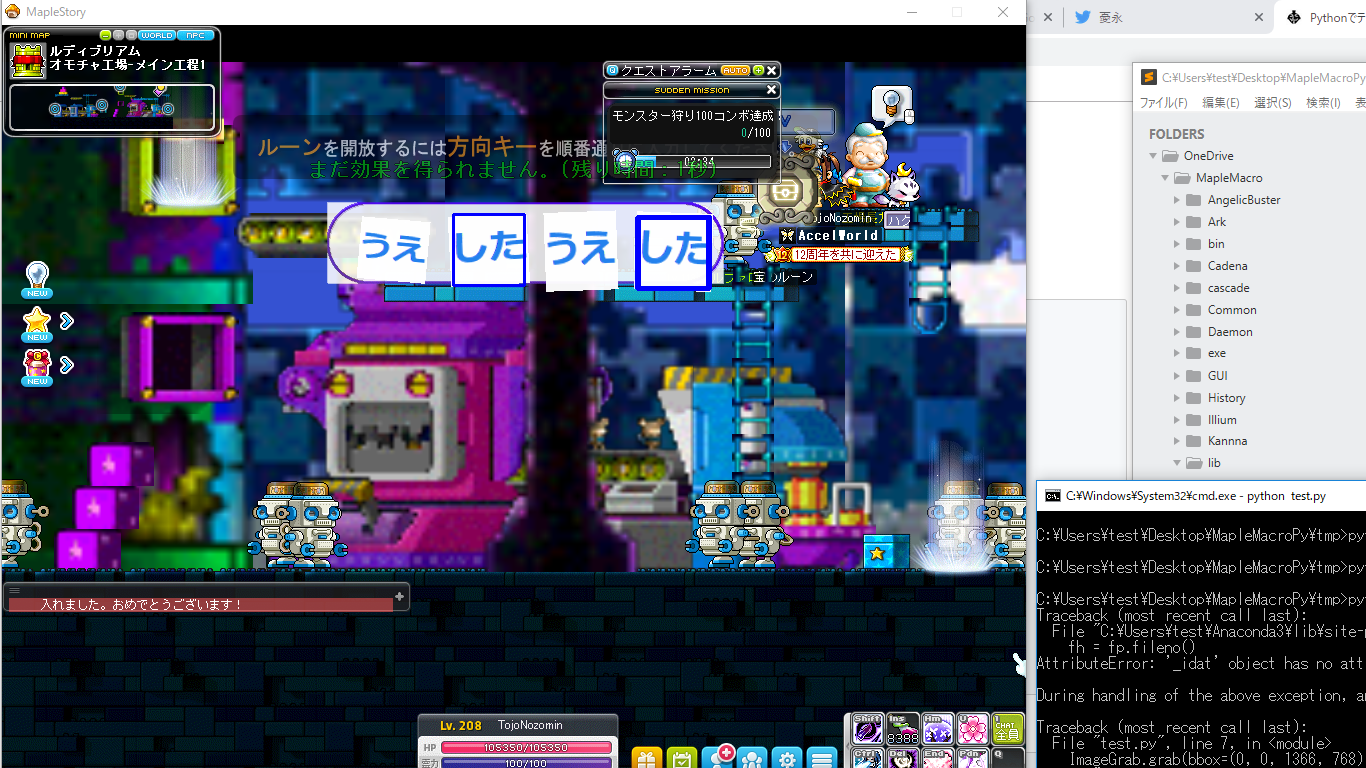 MapleStory
MINI MAP
WORLD
NPC
ルディブリアム
オモチャ工場-メイン工程1
クエストアラーム
AUTO
SUDDEN MISSION
モンスター狩り100コンボ達成
0/100
02:34
ルーンを開放するには方向キーを順番通
まだ効果を得られません。(残り時間:1秒)
うえ
した
うえ
した
AccelWorld
12周年を共に迎えた
NEW
NEW
NEW
入れました。おめでとうございます!
Lv. 208 TojoNozomin
HP
105350/105350
100/100
Shift
Ins
Hm
8388
CHAT
全員
Ctrl
Del
End
Pdn
菱永
Pythonでテ
C:¥Users¥test¥Desktop¥MapleMacroPy
ファイル(F) 編集(E) 選択(S) 検索(I) 表
FOLDERS
OneDrive
MapleMacro
AngelicBuster
Ark
bin
Cadena
cascade
Common
Daemon
exe
GUI
History
Illium
Kannna
lib
C:¥Windows¥System32¥cmd.exe - python test.py
C:¥Users¥test¥Desktop¥MapleMacroPy¥tmp>py
C:¥Users¥test¥Desktop¥MapleMacroPy¥tmp>py
C:¥Users¥test¥Desktop¥MapleMacroPy¥tmp>py
Traceback (most recent call last):
File "C:¥Users¥test¥Anaconda3¥lib¥site-p
fh = fp.fileno()
AttributeError: '_idat' object has no att
During handling of the above exception, an
Traceback (most recent call last):
File "test.py", line 7, in <module>
ImageGrab.grab(bbox=(0, 0, 1366, 768)